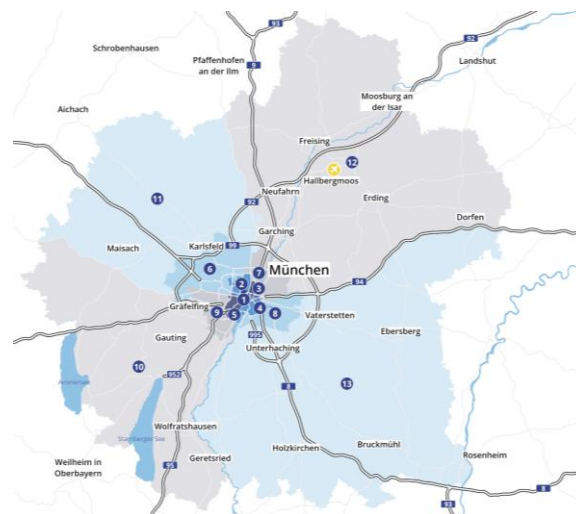 93
92
Schrobenhausen
Pfaffenhofen
an der Ilm
9
Landshut
Moosburg an
der Isar
Aichach
Freising
12
Hallbergmoos
11
Neufahrn
Erding
92
Dorfen
Garching
Maisach
Karlsfeld
99
6
7
München
2
3
94
1
Gräfelfing
4
Vaterstetten
9
5
8
Ebersberg
995
Gauting
Unterhaching
10
952
8
13
Ammersee
Wolfratshausen
Starnberger See
Bruckmühl
Holzkirchen
Rosenheim
Weilheim in
Oberbayern
95
Geretsried
8
93